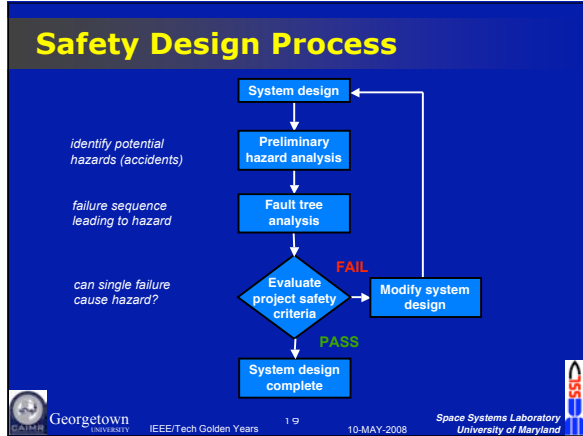 Safety Design Process
System design
identify potential
hazards (accidents)
Preliminary
hazard analysis
failure sequence
leading to hazard
Fault tree
analysis
can single failure
cause hazard?
Evaluate
project safety
criteria
FAIL
Modify system
design
PASS
System design
complete
CAIMR
Georgetown
UNIVERSITY
IEEE/Tech Golden Years
19
10-MAY-2008
Space Systems Laboratory
University of Maryland
SSL